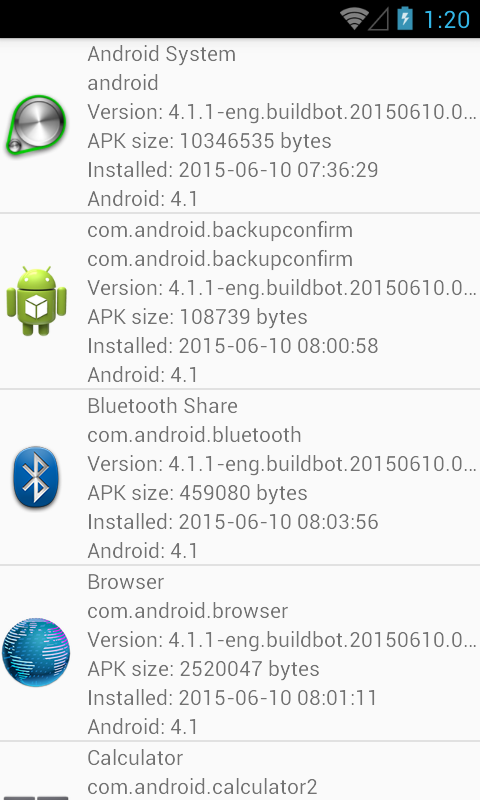 1:20
Android System
android
Version: 4.1.1-eng.buildbot.20150610.0...
APK size: 10346535 bytes
Installed: 2015-06-10 07:36:29
Android: 4.1
com.android.backupconfirm
com.android.backupconfirm
Version: 4.1.1-eng.buildbot.20150610.0...
APK size: 108739 bytes
Installed: 2015-06-10 08:00:58
Android: 4.1
Bluetooth Share
com.android.bluetooth
Version: 4.1.1-eng.buildbot.20150610.0...
APK size: 459080 bytes
Installed: 2015-06-10 08:03:56
Android: 4.1
Browser
com.android.browser
Version: 4.1.1-eng.buildbot.20150610.0...
APK size: 2520047 bytes
Installed: 2015-06-10 08:01:11
Android: 4.1
Calculator
com.android.calculator2